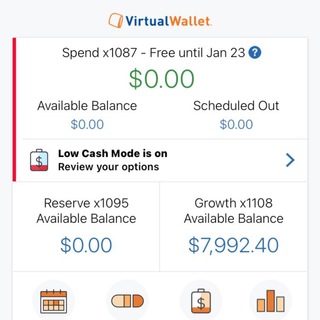 VirtualWallet.
Spend x1087 - Free until Jan 23 ?
$0.00
Available Balance Scheduled Out
$0.00 $0.00
Low Cash Mode is on
Review your options
Reserve x1095 Growth x1108
Available Balance Available Balance
$0.00 $7,992.40